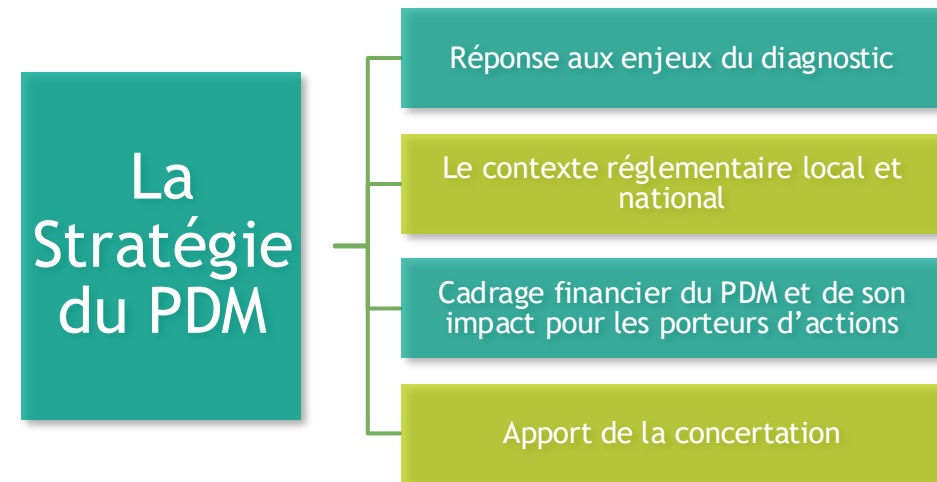 La
Stratégie
du PDM
Réponse aux enjeux du diagnostic
Le contexte réglementaire local et
national
Cadrage financier du PDM et de son
impact pour les porteurs d’actions
Apport de la concertation